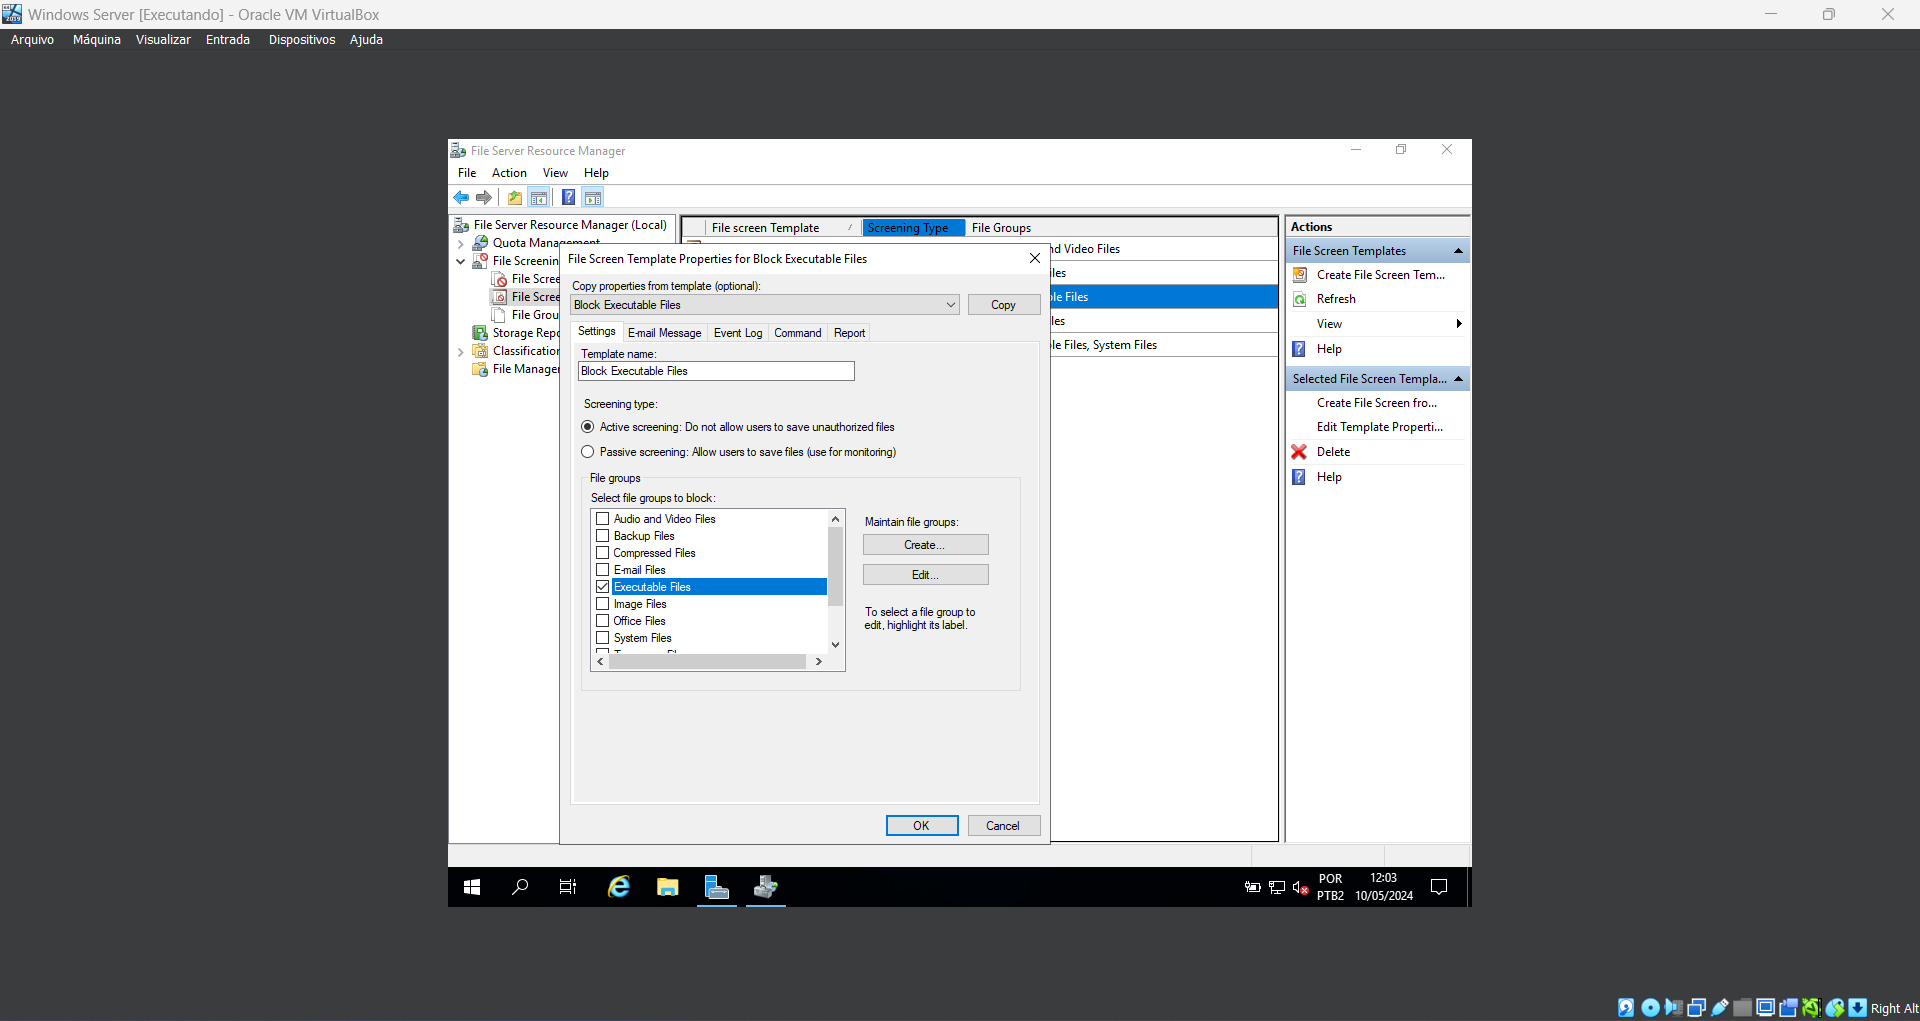 Windows Server [Executando] - Oracle VM VirtualBox
Arquivo Máquina Visualizar Entrada Dispositivos Ajuda
File Server Resource Manager
File Action View Help
File Server Resource Manager (Local)
Quota Management
File Screenin
File Scree
File Scree
File Grou
Storage Repo
Classification
File Manage
File screen Template Screening Type File Groups
nd Video Files
iles
le Files
les
le Files, System Files
File Screen Template Properties for Block Executable Files
Copy properties from template (optional):
Block Executable Files
Copy
Settings E-mail Message Event Log Command Report
Template name:
Block Executable Files
Screening type:
Active screening: Do not allow users to save unauthorized files
Passive screening: Allow users to save files (use for monitoring)
File groups
Select file groups to block:
Audio and Video Files
Backup Files
Compressed Files
E-mail Files
Executable Files
Image Files
Office Files
System Files
Maintain file groups:
Create...
Edit...
To select a file group to
edit, highlight its label.
OK Cancel
Actions
File Screen Templates
Create File Screen Tem...
Refresh
View
Help
Selected File Screen Templa...
Create File Screen fro...
Edit Template Properti...
Delete
Help
POR
PTB2
12:03
10/05/2024
Right Alt